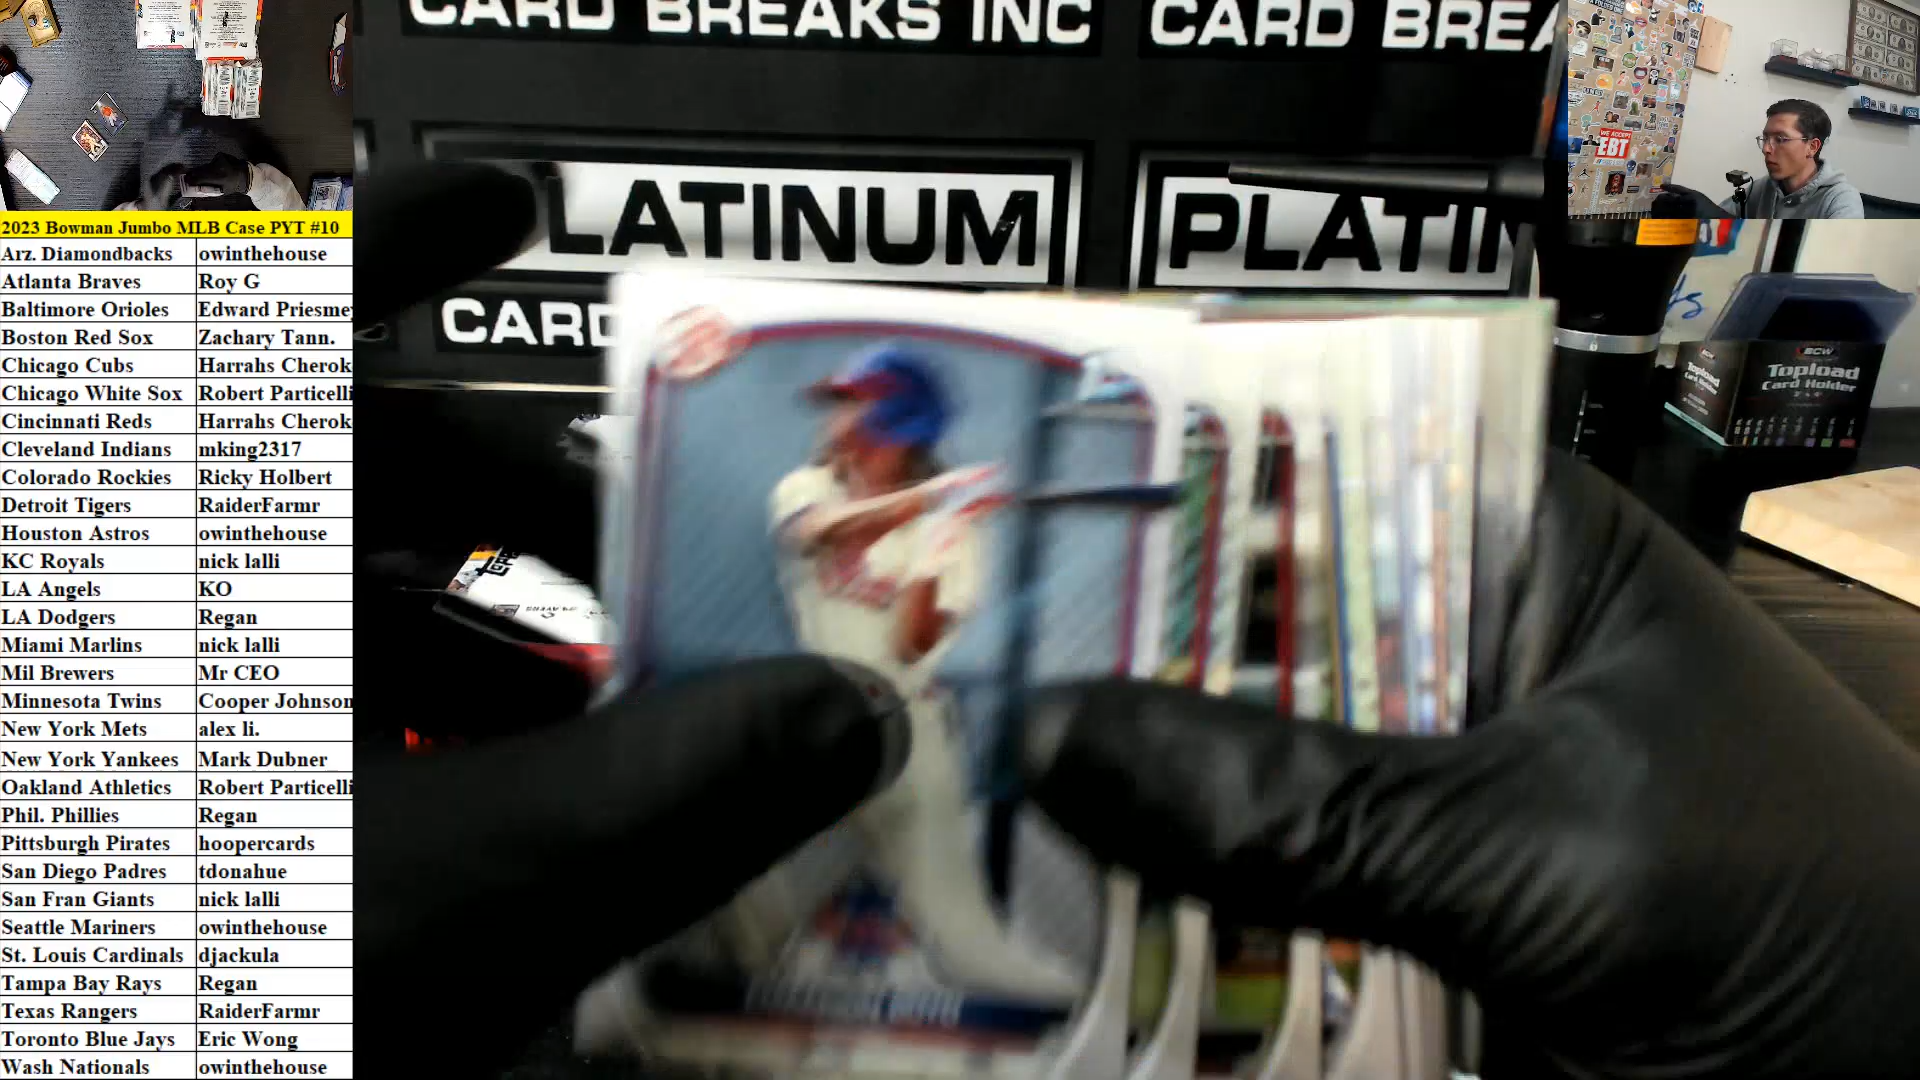 CARD BREAKS INC CARD BREA
LATINUM PLATIN
CARD
WE ACCEPT
EBT
BCW
Topload
Card Holder
2023 Bowman Jumbo MLB Case PYT #10
Arz. Diamondbacks owinthehouse
Atlanta Braves Roy G
Baltimore Orioles Edward Priesmey
Boston Red Sox Zachary Tann.
Chicago Cubs Harrahs Cherok
Chicago White Sox Robert Particelli
Cincinnati Reds Harrahs Cherok
Cleveland Indians mking2317
Colorado Rockies Ricky Holbert
Detroit Tigers RaiderFarmr
Houston Astros owinthehouse
KC Royals nick lalli
LA Angels KO
LA Dodgers Regan
Miami Marlins nick lalli
Mil Brewers Mr CEO
Minnesota Twins Cooper Johnson
New York Mets alex li.
New York Yankees Mark Dubner
Oakland Athletics Robert Particelli
Phil. Phillies Regan
Pittsburgh Pirates hoopercards
San Diego Padres tdonahue
San Fran Giants nick lalli
Seattle Mariners owinthehouse
St. Louis Cardinals djackula
Tampa Bay Rays Regan
Texas Rangers RaiderFarmr
Toronto Blue Jays Eric Wong
Wash Nationals owinthehouse